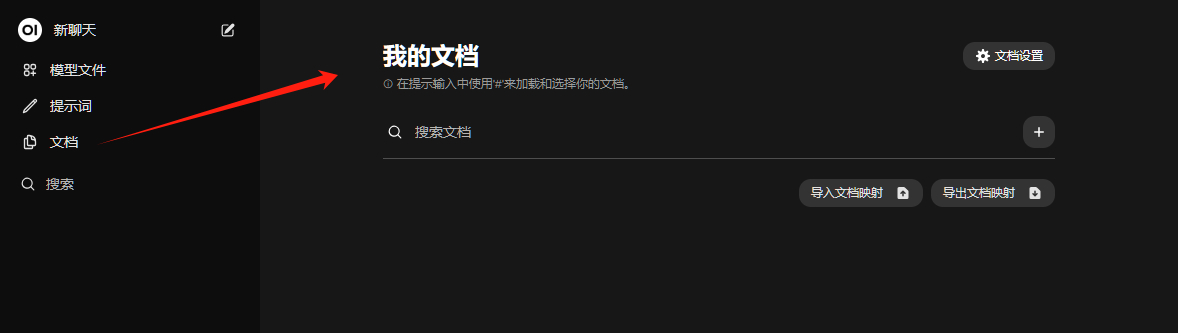 OI 新聊天
模型文件
提示词
文档
搜索
我的文档
文档设置
在提示输入中使用'#'来加载和选择你的文档。
搜索文档
导入文档映射
导出文档映射